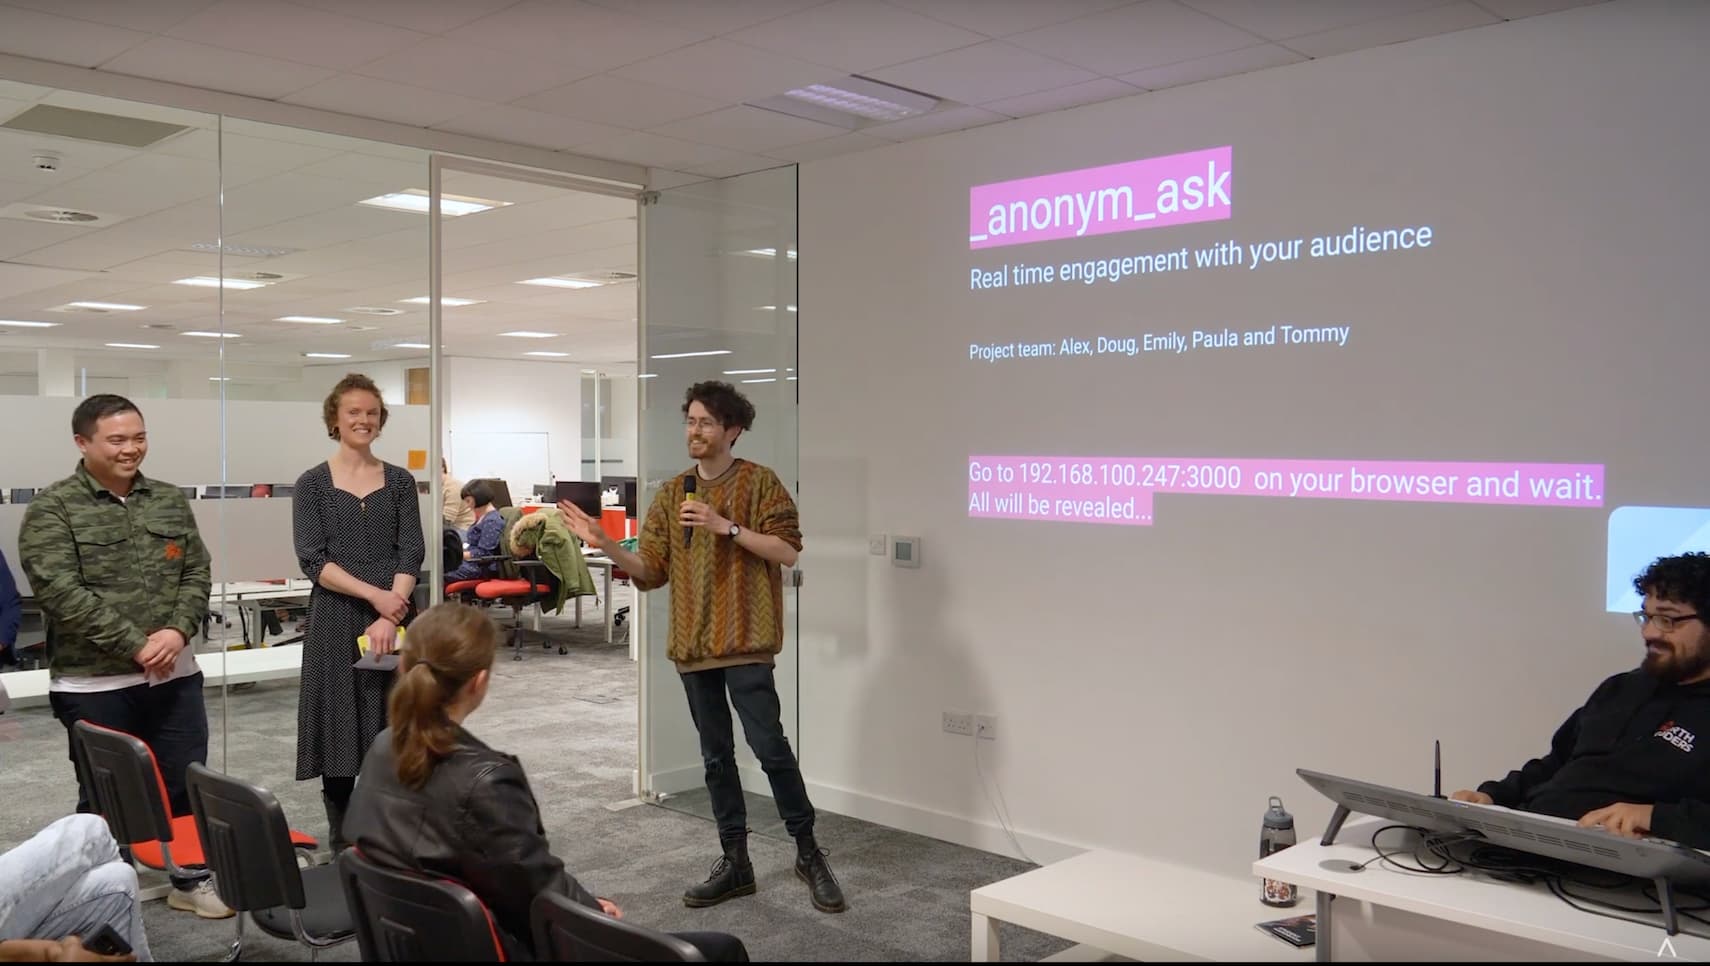 _anonym_ask
Real time engagement with your audience
Project team: Alex, Doug, Emily, Paula and Tommy
Go to 192.168.100.247:3000 on your browser and wait.
All will be revealed...